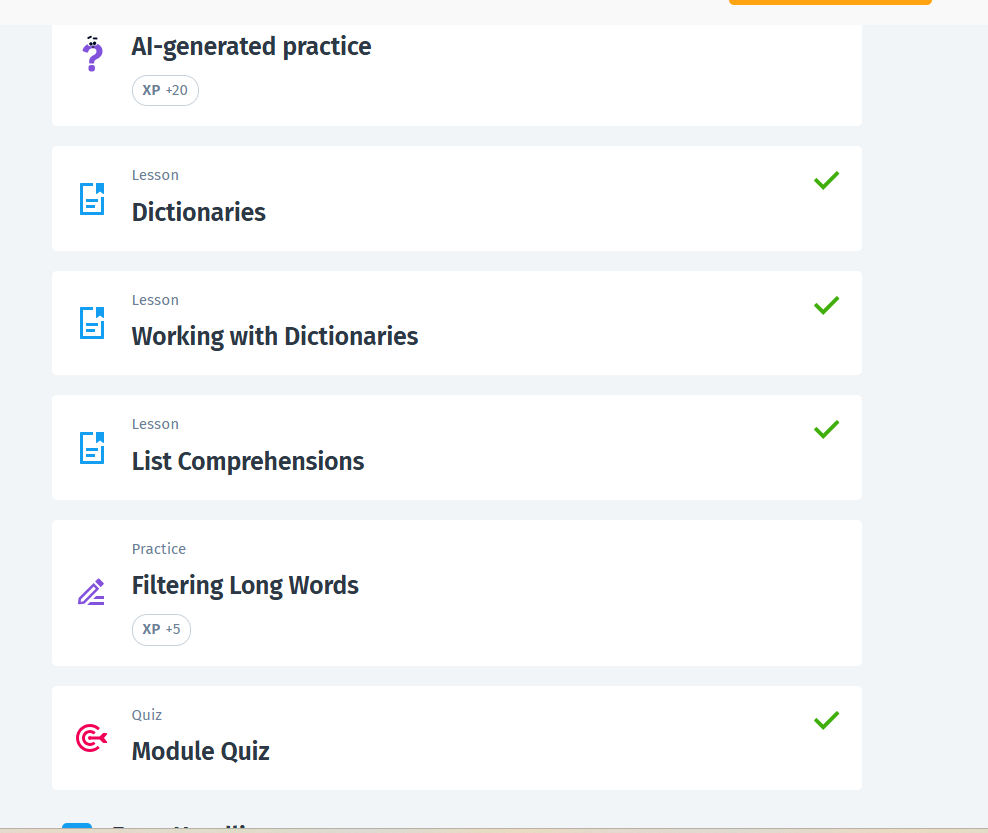 AI-generated practice
XP +20
Lesson
Dictionaries
Lesson
Working with Dictionaries
Lesson
List Comprehensions
Practice
Filtering Long Words
XP +5
Quiz
Module Quiz